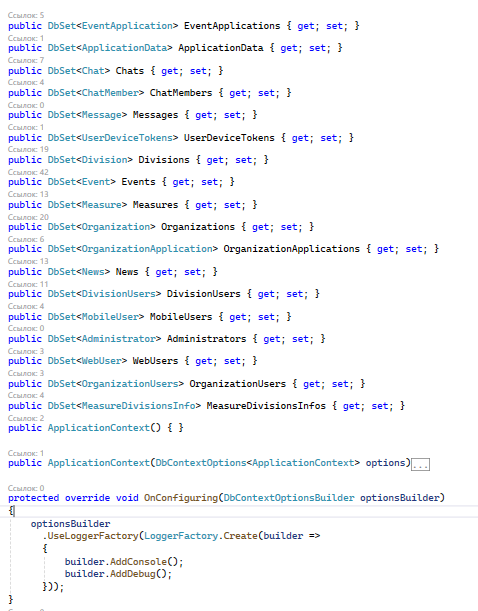 Ссылок: 5
public DbSet<EventApplication> EventApplications { get; set; }
Ссылок: 1
public DbSet<ApplicationData> ApplicationData { get; set; }
Ссылок: 7
public DbSet<Chat> Chats { get; set; }
Ссылок: 4
public DbSet<ChatMember> ChatMembers { get; set; }
Ссылок: 0
public DbSet<Message> Messages { get; set; }
Ссылок: 1
public DbSet<UserDeviceTokens> UserDeviceTokens { get; set; }
Ссылок: 19
public DbSet<Division> Divisions { get; set; }
Ссылок: 42
public DbSet<Event> Events { get; set; }
Ссылок: 13
public DbSet<Measure> Measures { get; set; }
Ссылок: 20
public DbSet<Organization> Organizations { get; set; }
Ссылок: 6
public DbSet<OrganizationApplication> OrganizationApplications { get; set; }
Ссылок: 13
public DbSet<News> News { get; set; }
Ссылок: 11
public DbSet<DivisionUsers> DivisionUsers { get; set; }
Ссылок: 4
public DbSet<MobileUser> MobileUsers { get; set; }
Ссылок: 0
public DbSet<Administrator> Administrators { get; set; }
Ссылок: 3
public DbSet<WebUser> WebUsers { get; set; }
Ссылок: 3
public DbSet<OrganizationUsers> OrganizationUsers { get; set; }
Ссылок: 4
public DbSet<MeasureDivisionsInfo> MeasureDivisionsInfos { get; set; }
Ссылок: 2
public ApplicationContext() { }
Ссылок: 1
public ApplicationContext(DbContextOptions<ApplicationContext> options)...
Ссылок: 0
protected override void OnConfiguring(DbContextOptionsBuilder optionsBuilder)
{
optionsBuilder
.UseLoggerFactory(LoggerFactory.Create(builder =>
{
builder.AddConsole();
builder.AddDebug();
}));
}